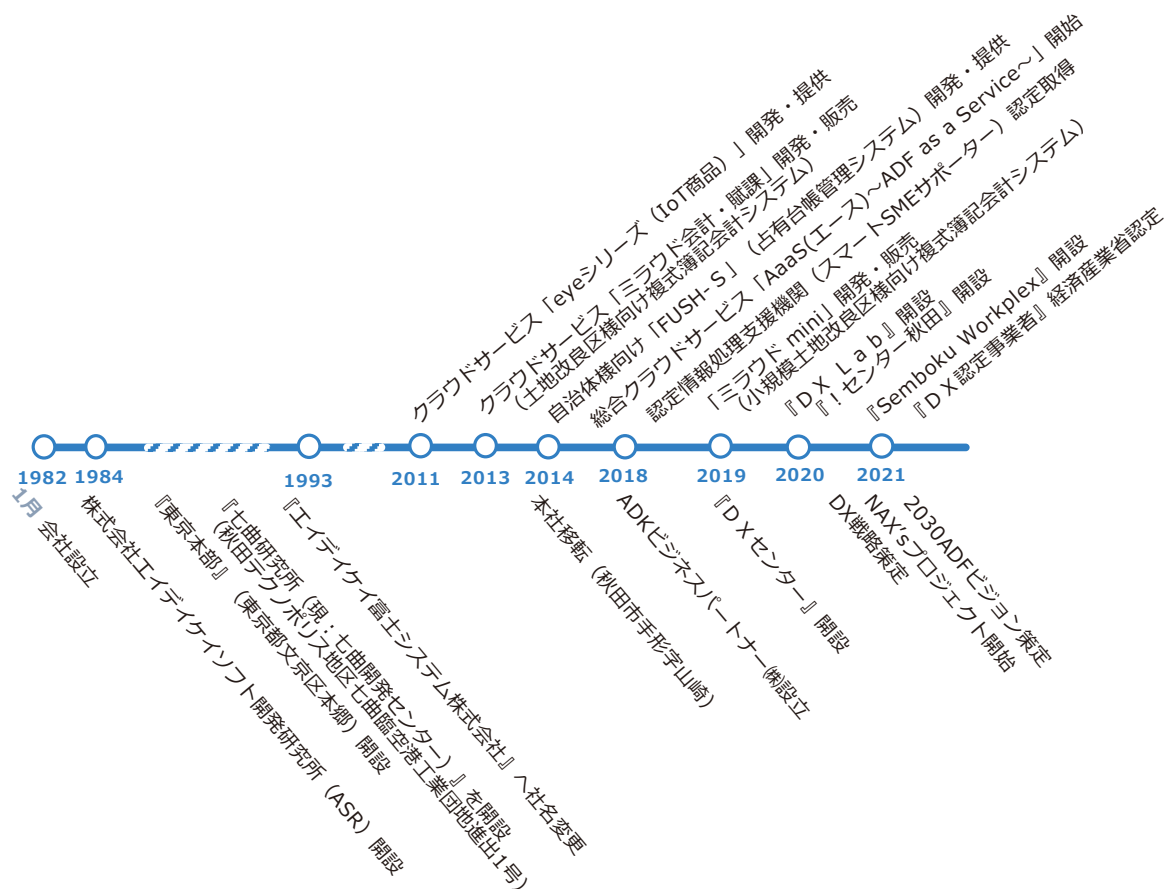 クラウドサービス「eyeシリーズ（IoT商品）」開発・提供
クラウドサービス「ミラウド会計・賦課」開発・販売
（土地改良区様向け複式簿記会計システム）
自治体様向け「FUSH-S」（占有台帳管理システム）開発・提供
総合クラウドサービス「AaaS(エース)～ADF as a Service～」開始
認定情報処理支援機関（スマートSMEサポーター）認定取得
「ミラウド mini」開発・販売
（小規模土地改良区様向け複式簿記会計システム）
『ＤＸ Ｌａｂ』開設
『！センター秋田』開設
『Semboku Workplex』開設
『ＤＸ認定事業者』経済産業省認定
1982
1984
1993
2011
2013
2014
2018
2019
2020
2021
1月
会社設立
株式会社エイデイケイソフト開発研究所（ASR）開設
『東京本部』（東京都文京区本郷）開設
『七曲研究所（現：七曲開発センター）』を開設
（秋田テクノポリス地区七曲臨空港工業団地進出1号）
『エイデイケイ富士システム株式会社』へ社名変更
本社移転（秋田市手形字山崎）
ADKビジネスパートナー㈱設立
『ＤＸセンター』開設
DX戦略策定
NAX'sプロジェクト開始
2030ADFビジョン策定